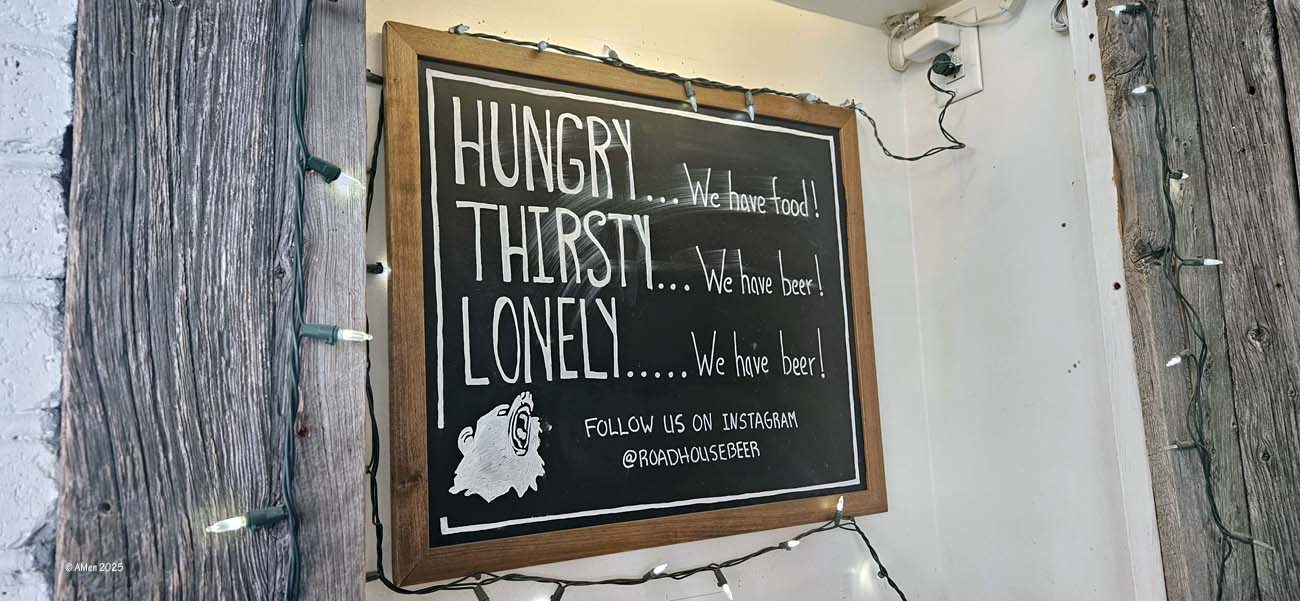 HUNGRY... We have food!
THIRSTY... We have beer!
LONELY..... We have beer!
FOLLOW US ON INSTAGRAM
@ROADHOUSEBEER
© AMen 2025